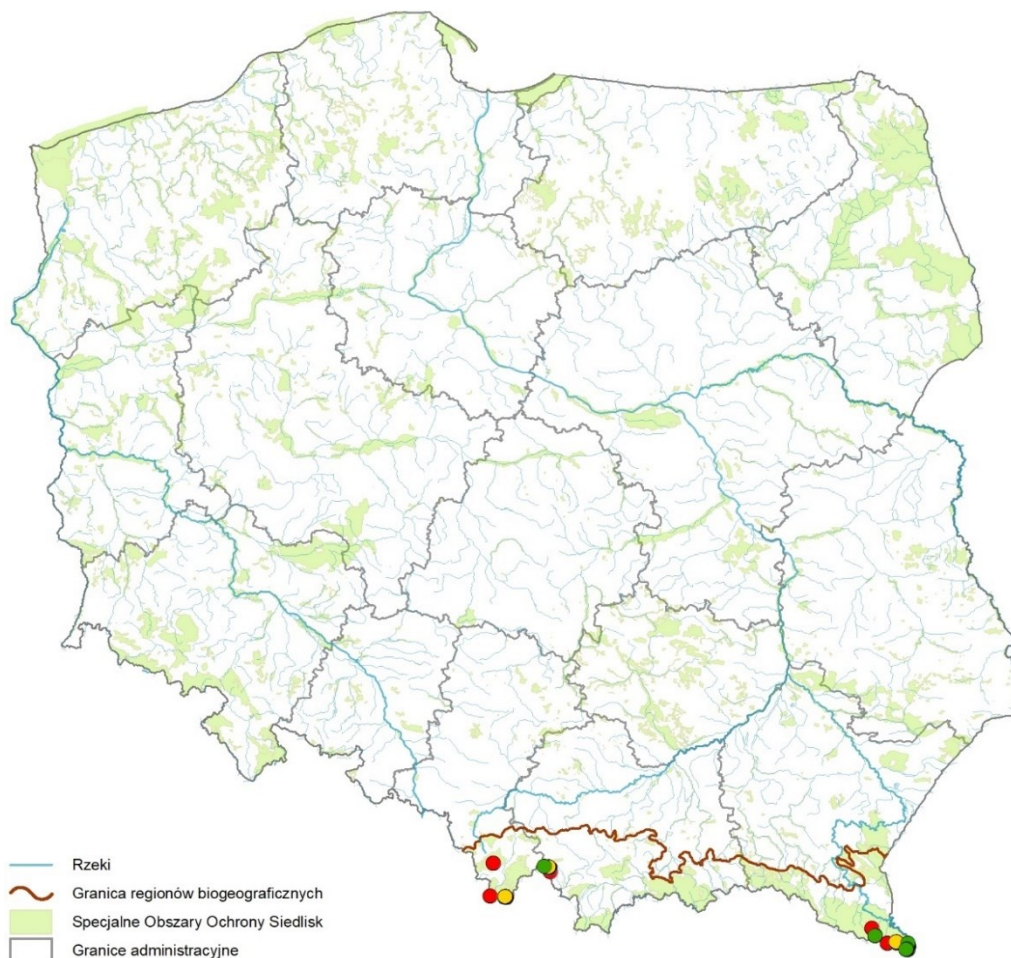 Rzeki
Granica regionów biogeograficznych
Specjalne Obszary Ochrony Siedlisk
Granice administracyjne